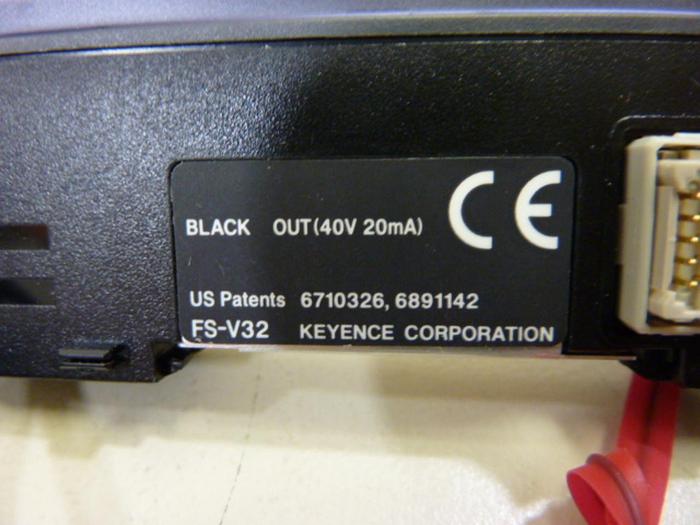 BLACK OUT(40V 20mA) CE
US Patents 6710326, 6891142
FS-V32 KEYENCE CORPORATION